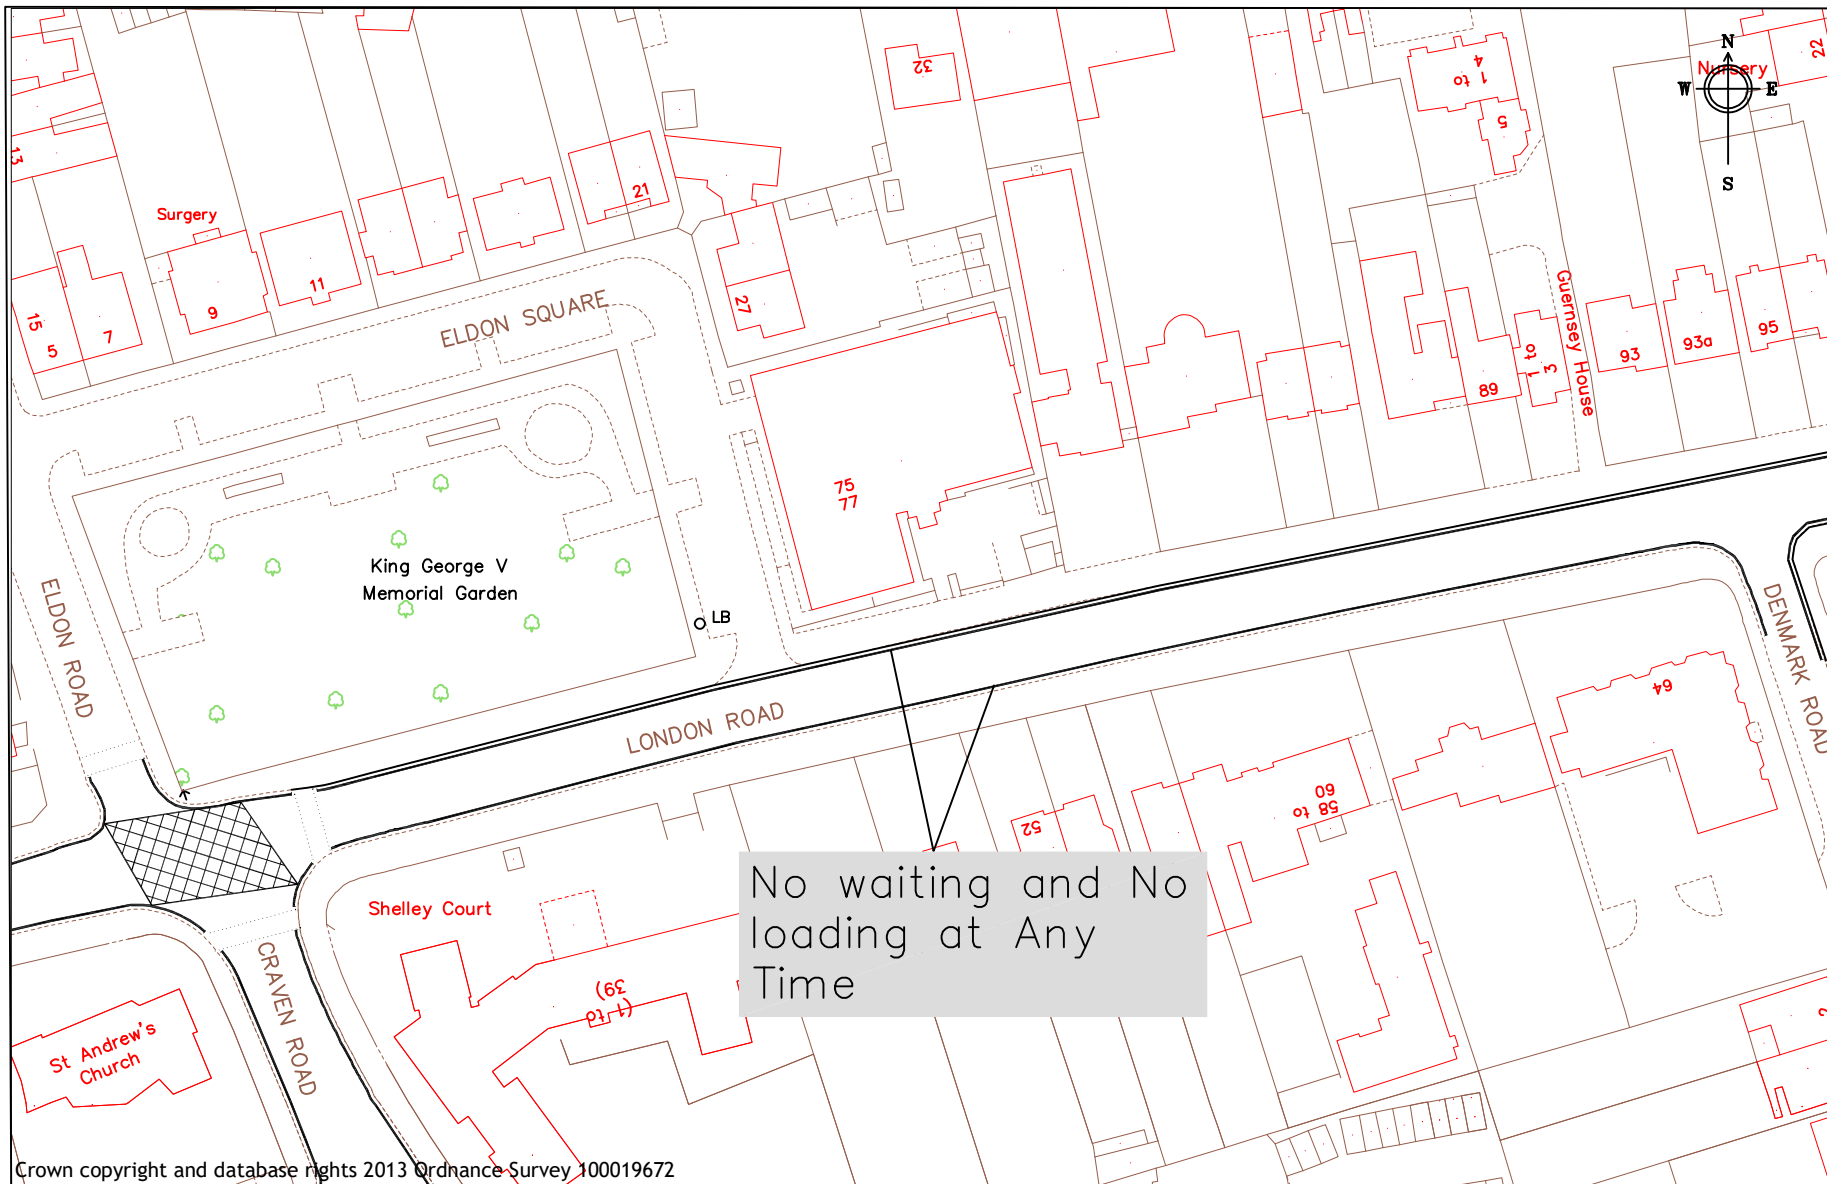 32
1 to
4
5
Nursery
22
N
W
E
S
13
21
Surgery
9
11
7
15
5
27
ELDON SQUARE
Guernsey House
1 to
3
89
93
93a
95
75
77
King George V
Memorial Garden
LB
ELDON ROAD
LONDON ROAD
DENMARK ROAD
64
58 to
60
52
No waiting and No
loading at Any
Time
Shelley Court
(1 to
39)
CRAVEN ROAD
St Andrew's
Church
2
Crown copyright and database rights 2013 Ordnance Survey 100019672